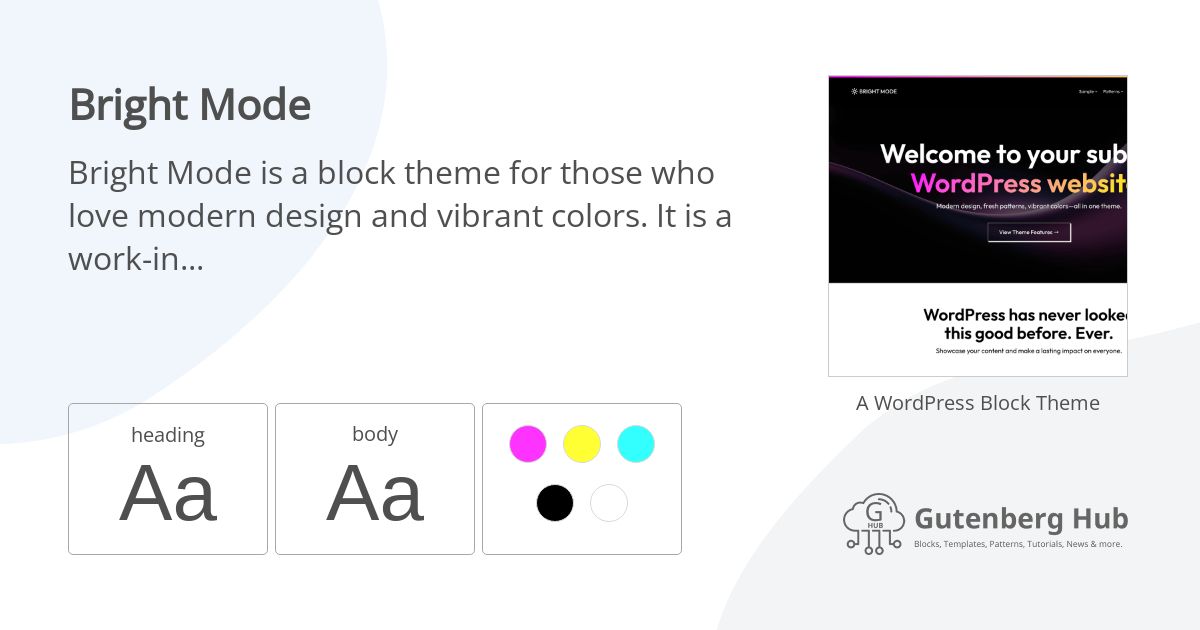 Bright Mode
Bright Mode is a block theme for those who
love modern design and vibrant colors. It is a
work-in...
heading
Aa
body
Aa
BRIGHT MODE
Sample
Patterns
Welcome to your sub
WordPress websit
Modern design, fresh patterns, vibrant colors—all in one theme.
View Theme Features →
WordPress has never looke
this good before. Ever.
Showcase your content and make a lasting impact on everyone.
A WordPress Block Theme
G
HUB
Gutenberg Hub
Blocks, Templates, Patterns, Tutorials, News & more.